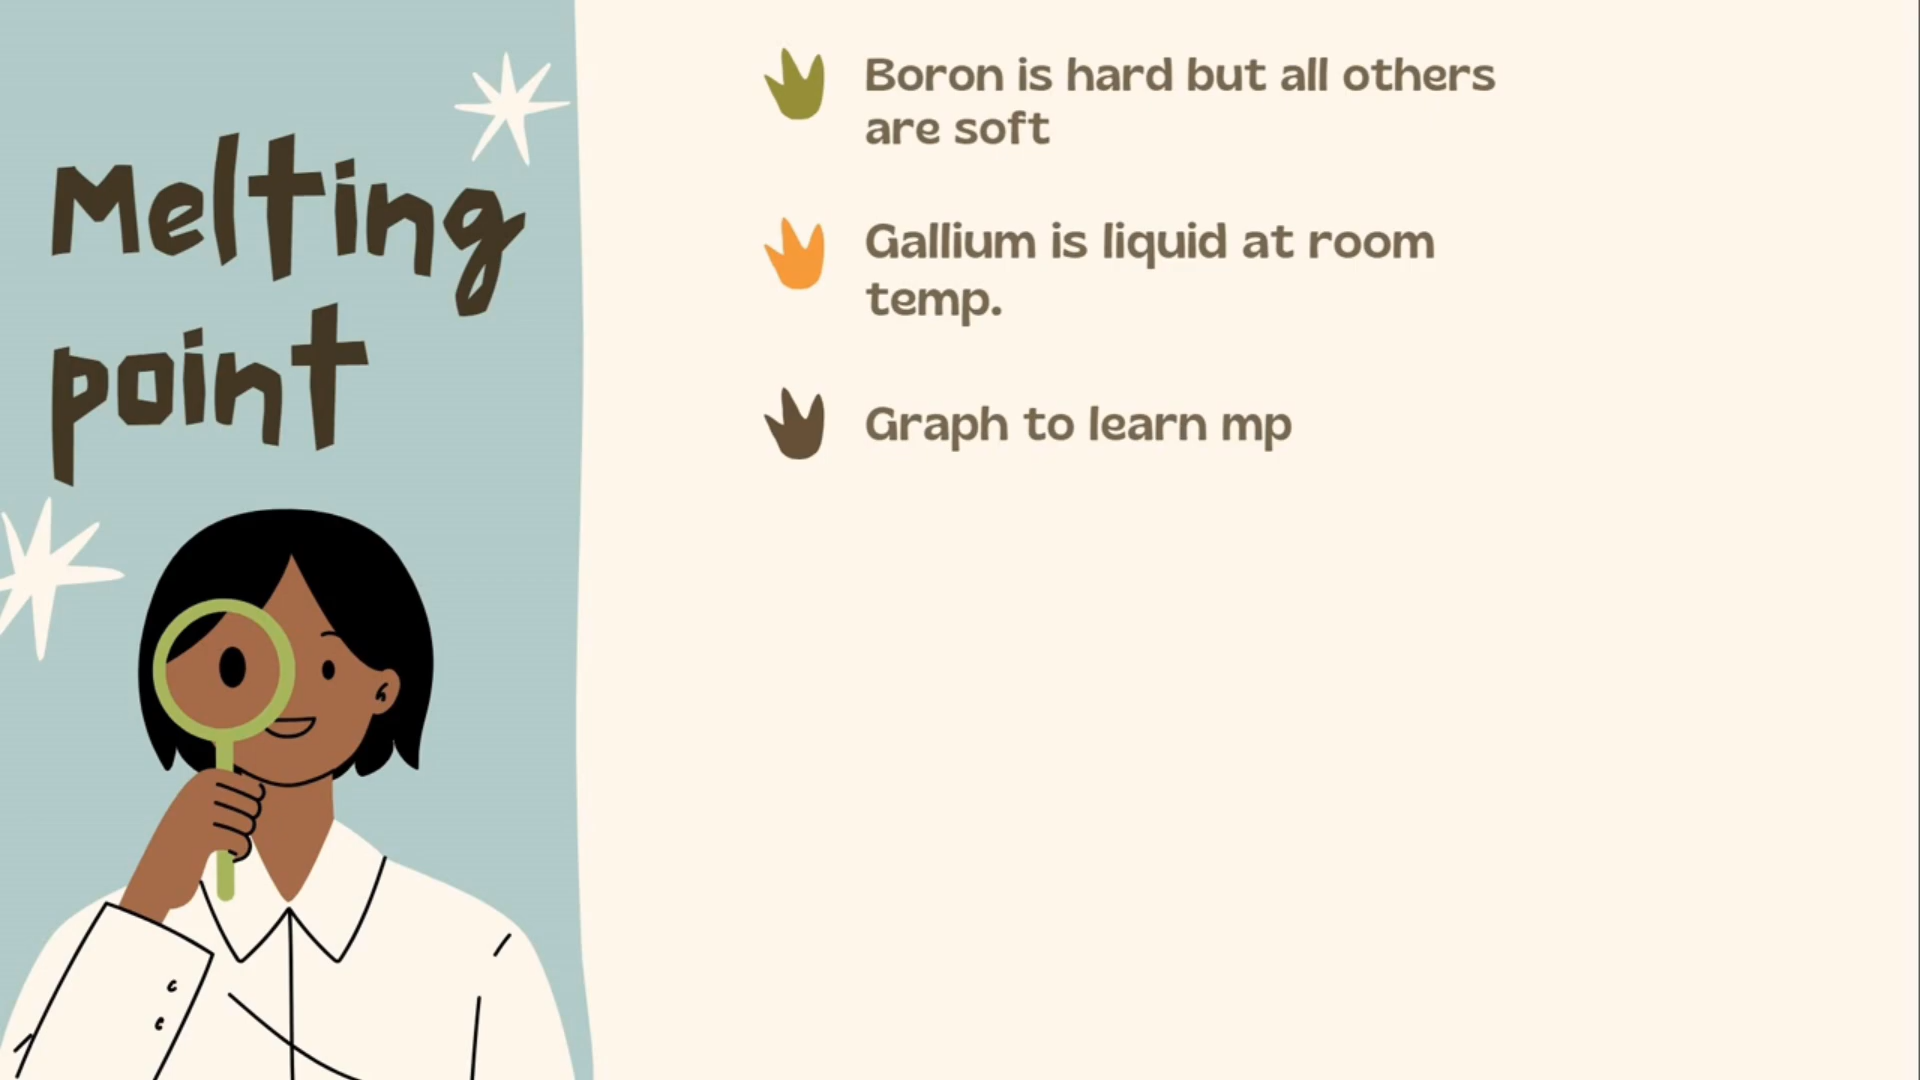 Melting
point
Boron is hard but all others
are soft
Gallium is liquid at room
temp.
Graph to learn mp